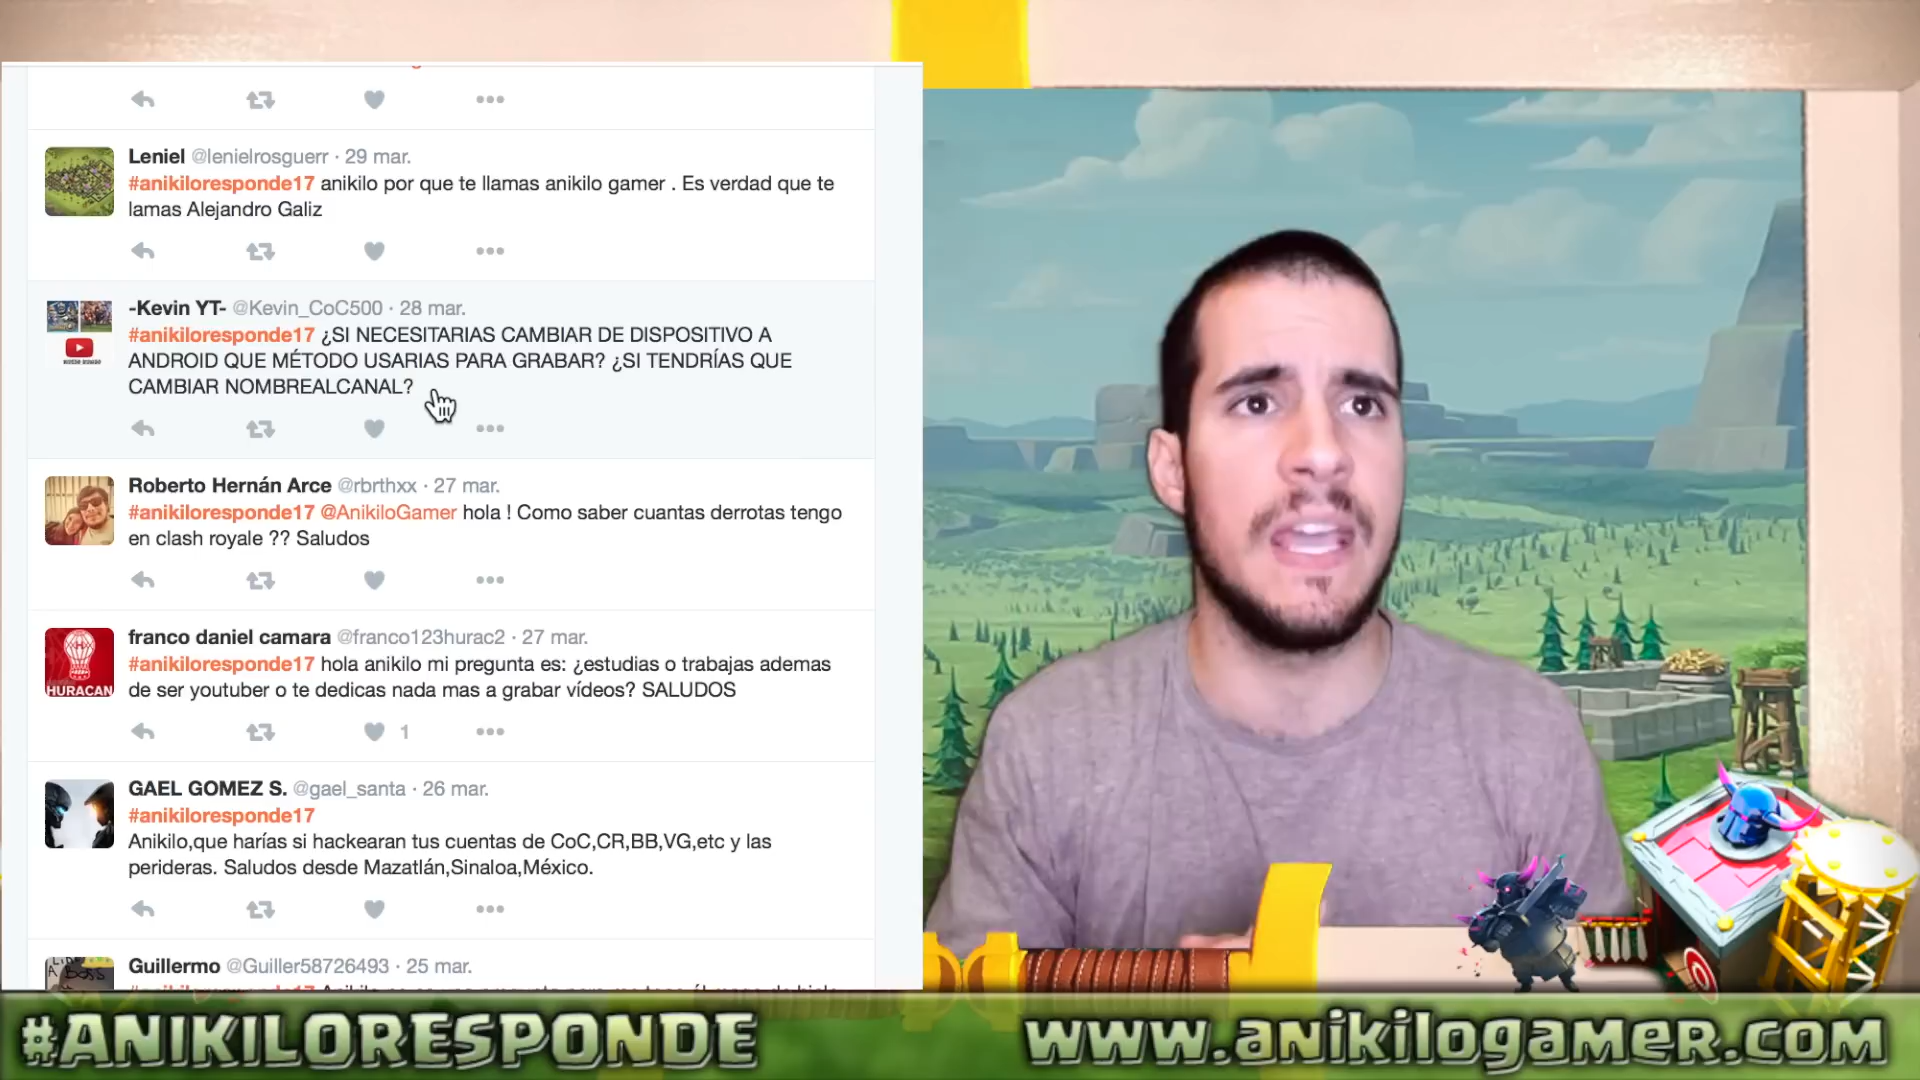 Leniel @lenielrosguerr · 29 mar.
#anikiloresponde17 anikilo por que te llamas anikilo gamer . Es verdad que te
lamas Alejandro Galiz
-Kevin YT- @Kevin_CoC500 · 28 mar.
#anikiloresponde17 ¿SI NECESITARIAS CAMBIAR DE DISPOSITIVO A
ANDROID QUE MÉTODO USARIAS PARA GRABAR? ¿SI TENDRÍAS QUE
CAMBIAR NOMBREALCANAL?
Roberto Hernán Arce @rbrthxx · 27 mar.
#anikiloresponde17 @AnikiloGamer hola ! Como saber cuantas derrotas tengo
en clash royale ?? Saludos
HURACAN
franco daniel camara @franco123hurac2 · 27 mar.
#anikiloresponde17 hola anikilo mi pregunta es: ¿estudias o trabajas ademas
de ser youtuber o te dedicas nada mas a grabar vídeos? SALUDOS
1
GAEL GOMEZ S. @gael_santa · 26 mar.
#anikiloresponde17
Anikilo,que harías si hackearan tus cuentas de CoC,CR,BB,VG,etc y las
perideras. Saludos desde Mazatlán,Sinaloa,México.
Guillermo @Guiller58726493 · 25 mar.
#ANIKILORESPONDE
www.anikilogamer.com